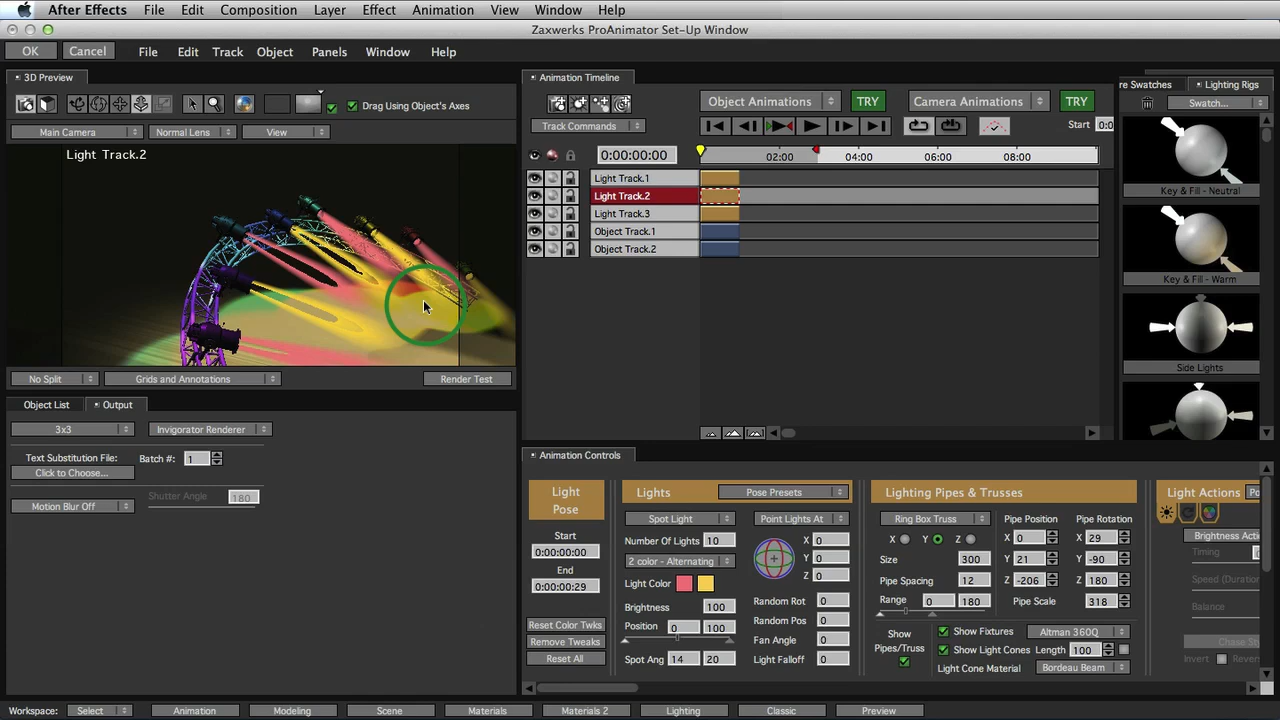 After Effects File Edit Composition Layer Effect Animation View Window Help
Zaxwerks ProAnimator Set-Up Window
OK Cancel File Edit Track Object Panels Window Help
3D Preview
Drag Using Object's Axes
Main Camera Normal Lens View
Light Track.2
No Split Grids and Annotations Render Test
Object List Output
3x3 Invigorator Renderer
Text Substitution File: Batch #: 1
Click to Choose...
Motion Blur Off Shutter Angle 180
Animation Timeline
Object Animations TRY Camera Animations TRY
Track Commands Start 0:0
0:00:00:00 02:00 04:00 06:00 08:00
Light Track.1
Light Track.2
Light Track.3
Object Track.1
Object Track.2
re Swatches Lighting Rigs
Swatch...
Key & Fill - Neutral
Key & Fill - Warm
Side Lights
Animation Controls
Light Pose
Start
0:00:00:00
End
0:00:00:29
Reset Color Twks
Remove Tweaks
Reset All
Lights Pose Presets
Spot Light Point Lights At X 0
Number Of Lights 10 Y 0
2 color - Alternating Z 0
Light Color Random Rot 0
Brightness 100 Random Pos 0
Position 0 100 Fan Angle 0
Spot Ang 14 20 Light Falloff 0
Lighting Pipes & Trusses
Ring Box Truss Pipe Position Pipe Rotation
X Y Z X 0 X 29
Size 300 Y 21 Y -90
Pipe Spacing 12 Z -206 Z 180
Range 0 180 Pipe Scale 318
Show Pipes/Truss
Show Fixtures Altman 360Q
Show Light Cones Length 100
Light Cone Material Bordeau Beam
Light Actions
Brightness Acti
Timing
Speed (Duration
Balance
Chase St
Invert Rever
Workspace: Select Animation Modeling Scene Materials Materials 2 Lighting Classic Preview